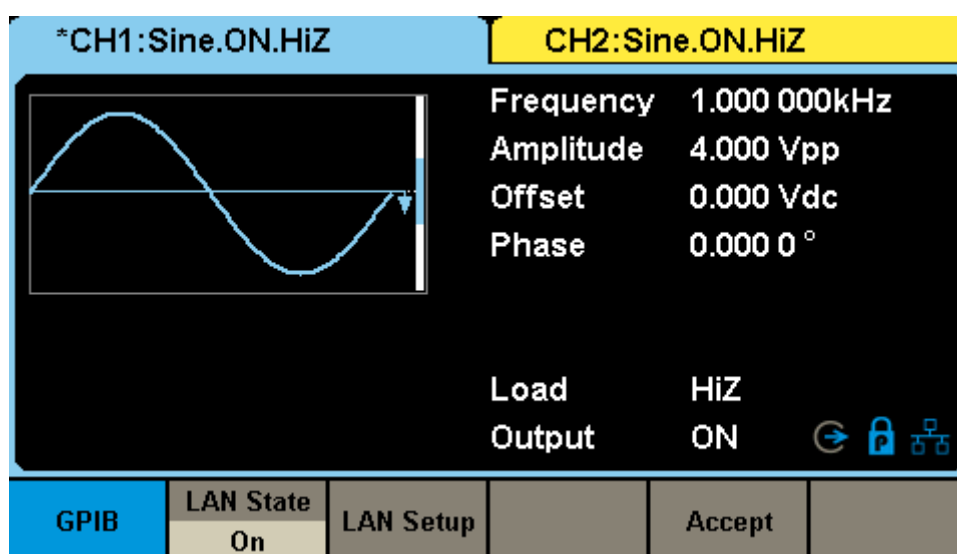 *CH1:Sine.ON.HiZ
CH2:Sine.ON.HiZ
Frequency 1.000 000kHz
Amplitude 4.000 Vpp
Offset 0.000 Vdc
Phase 0.000 0 °
Load HiZ
Output ON
P
GPIB
LAN State
On
LAN Setup
Accept